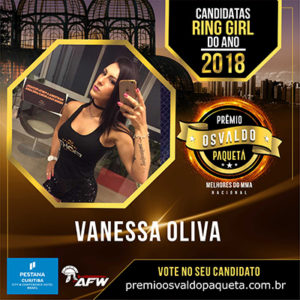 CANDIDATAS
RING GIRL
DO ANO
2018
PRÊMIO
OSVALDO
PAQUETÁ
MELHORES DO MMA
NACIONAL
VANESSA OLIVA
PESTANA
CURITIBA
AFW
VOTE NO SEU CANDIDATO
premioosvaldopaqueta.com.br